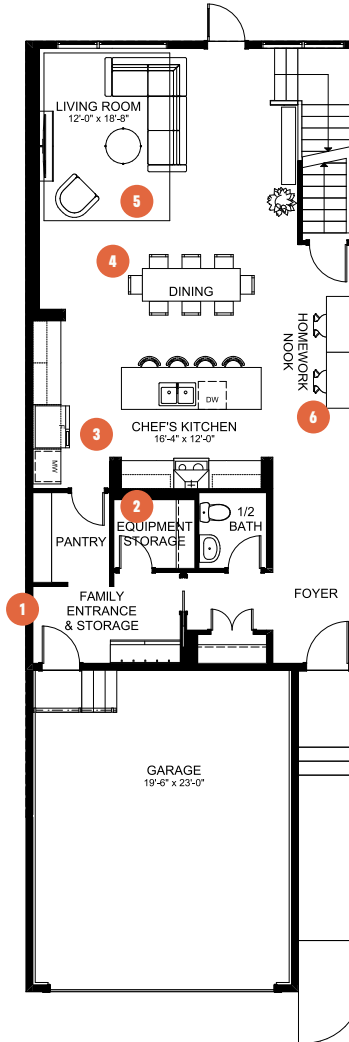 LIVING ROOM
12'-0" x 18'-8"
5
4
DINING
HOMEWORK
NOOK
6
DW
CHEF'S KITCHEN
16'-4" x 12'-0"
3
MW
2
EQUIPMENT
STORAGE
1/2
BATH
PANTRY
1
FAMILY
ENTRANCE
& STORAGE
FOYER
GARAGE
19'-6" x 23'-0"